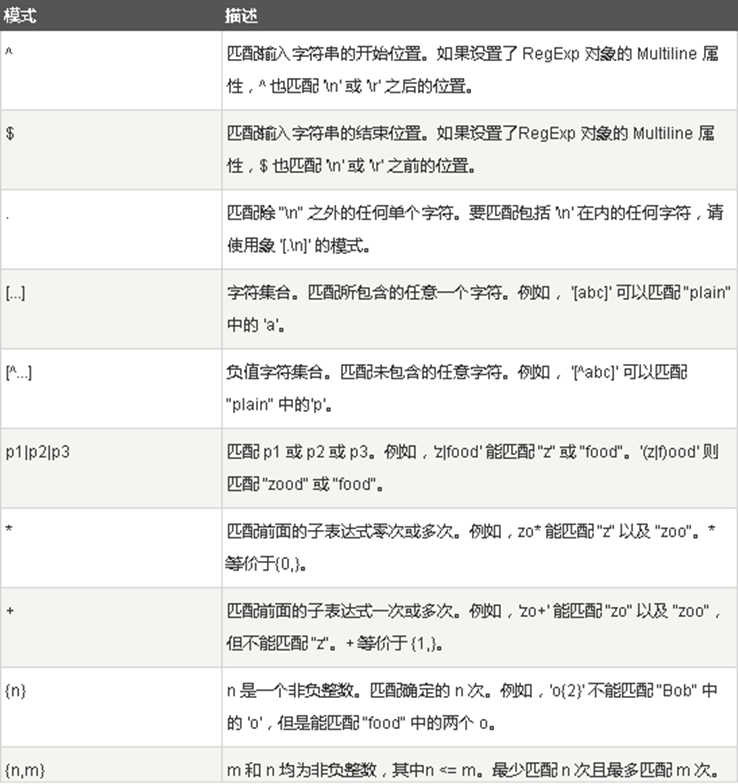 模式 描述
^ 匹配输入字符串的开始位置。如果设置了 RegExp 对象的 Multiline 属
性，^ 也匹配 '\n' 或 '\r' 之后的位置。
$ 匹配输入字符串的结束位置。如果设置了RegExp 对象的 Multiline 属
性，$ 也匹配 '\n' 或 '\r' 之前的位置。
. 匹配除 "\n" 之外的任何单个字符。要匹配包括 '\n' 在内的任何字符，请
使用象 '[.\n]' 的模式。
[...] 字符集合。匹配所包含的任意一个字符。例如， '[abc]' 可以匹配 "plain"
中的 'a'。
[^...] 负值字符集合。匹配未包含的任意字符。例如， '[^abc]' 可以匹配
"plain" 中的'p'。
p1|p2|p3 匹配 p1 或 p2 或 p3。例如，'z|food' 能匹配 "z" 或 "food"。'(z|f)ood' 则
匹配 "zood" 或 "food"。
* 匹配前面的子表达式零次或多次。例如，zo* 能匹配 "z" 以及 "zoo"。*
等价于{0,}。
+ 匹配前面的子表达式一次或多次。例如，'zo+' 能匹配 "zo" 以及 "zoo"，
但不能匹配 "z"。+ 等价于 {1,}。
{n} n 是一个非负整数。匹配确定的 n 次。例如，'o{2}' 不能匹配 "Bob" 中
的 'o'，但是能匹配 "food" 中的两个 o。
{n,m} m 和 n 均为非负整数，其中n <= m。最少匹配 n 次且最多匹配 m 次。